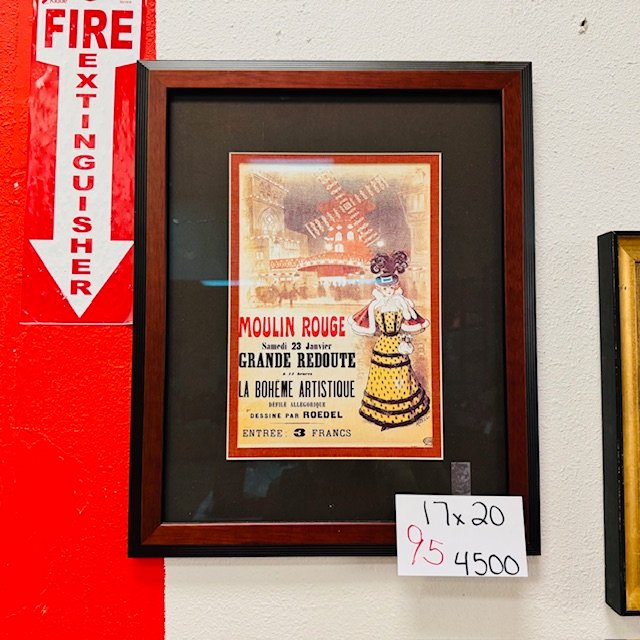 FIRE
EXTINGUISHER
MOULIN ROUGE
Samedi 23 Janvier
GRANDE REDOUTE
LA BOHÈME ARTISTIQUE
DÉFILÉ ALLEGORIQUE
DESSINÉ PAR ROEDEL
ENTRÉE: 3 FRANCS
17x20
95 4500